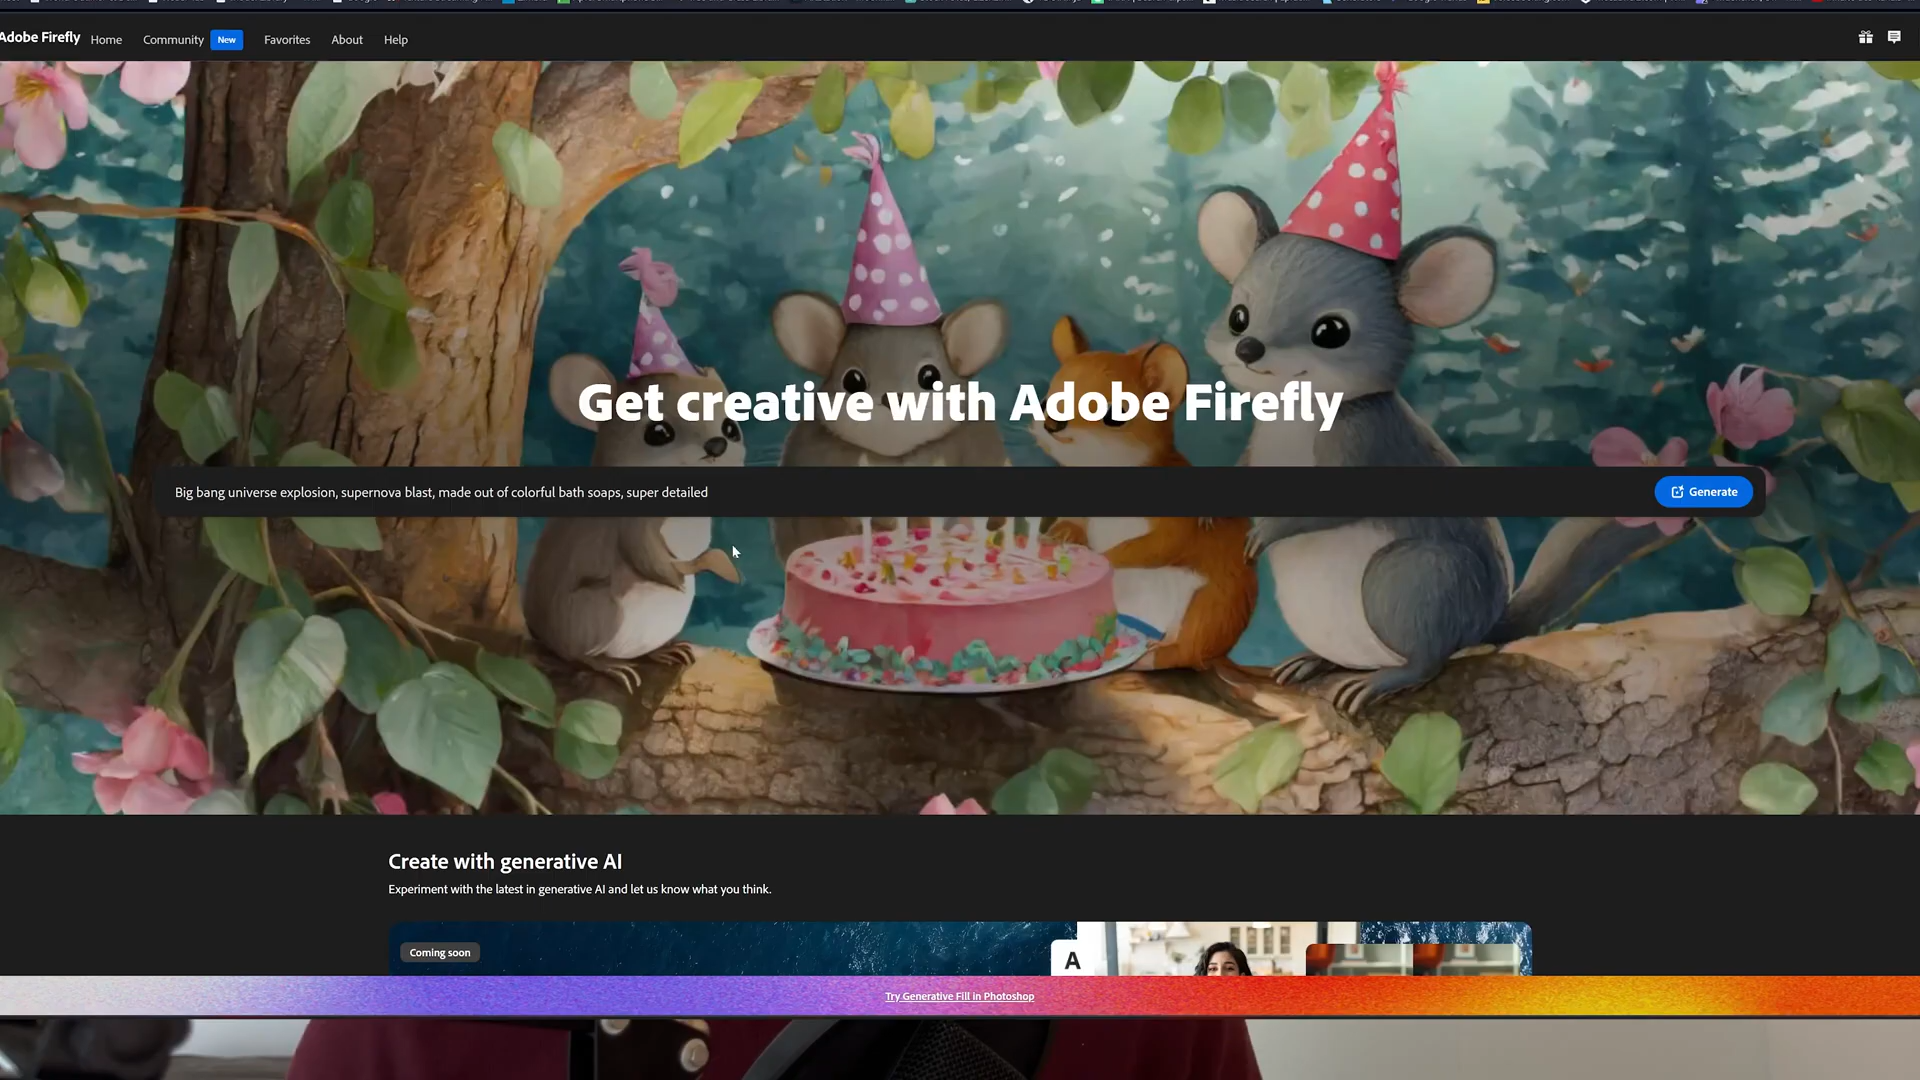 Adobe Firefly Home Community New Favorites About Help
Get creative with Adobe Firefly
Big bang universe explosion, supernova blast, made out of colorful bath soaps, super detailed
Generate
Create with generative AI
Experiment with the latest in generative AI and let us know what you think.
Coming soon
A
Try Generative Fill in Photoshop